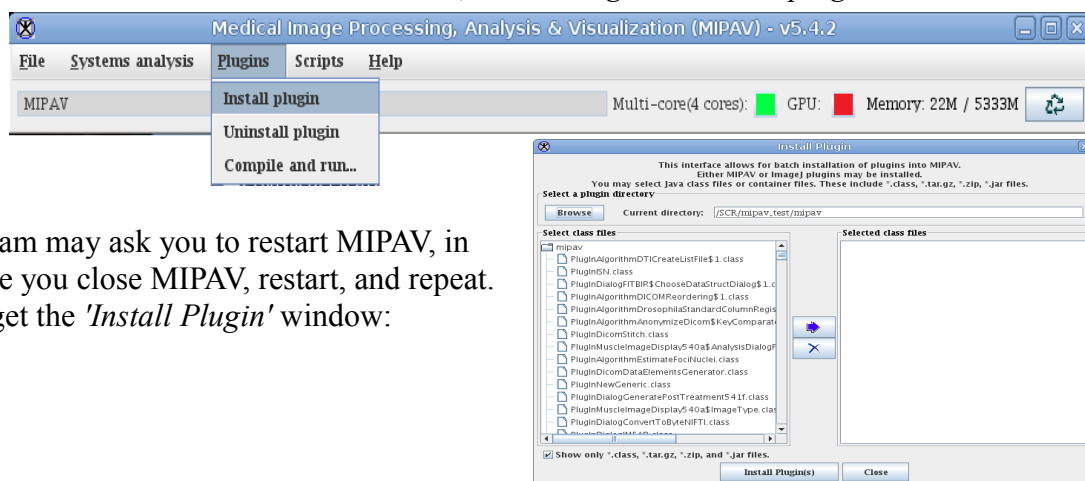 Medical Image Processing, Analysis & Visualization (MIPAV) - v5.4.2
File Systems analysis Plugins Scripts Help
MIPAV Multi-core(4 cores): GPU: Memory: 22M / 5333M
Install plugin
Uninstall plugin
Compile and run...
am may ask you to restart MIPAV, in
e you close MIPAV, restart, and repeat.
get the 'Install Plugin' window:
Install Plugin
This interface allows for batch installation of plugins into MIPAV.
Either MIPAV or ImageJ plugins may be installed.
You may select Java class files or container files. These include *.class, *.tar.gz, *.zip, *.jar files.
Select a plugin directory
Browse Current directory: /SCR/mipav_test/mipav
Select class files Selected class files
mipav
PlugInAlgorithmDTICreateListFile$1.class
PlugInISN.class
PlugInDialogFITBIR$ChooseDataStructDialog$1.c
PlugInAlgorithmDICOMReordering$1.class
PlugInAlgorithmDrosophilaStandardColumnRegis
PlugInAlgorithmAnonymizeDicom$KeyComparat
PlugInDicomStitch.class
PlugInMuscleImageDisplay540a$AnalysisDialogP
PlugInAlgorithmEstimateFociNuclei.class
PlugInDicomDataElementsGenerator.class
PlugInNewGeneric.class
PlugInDialogGeneratePostTreatment541f.class
PlugInMuscleImageDisplay540a$ImageType.clas
PlugInDialogConvertToByteNIFTI.class
Show only *.class, *.tar.gz, *.zip, and *.jar files.
Install Plugin(s) Close